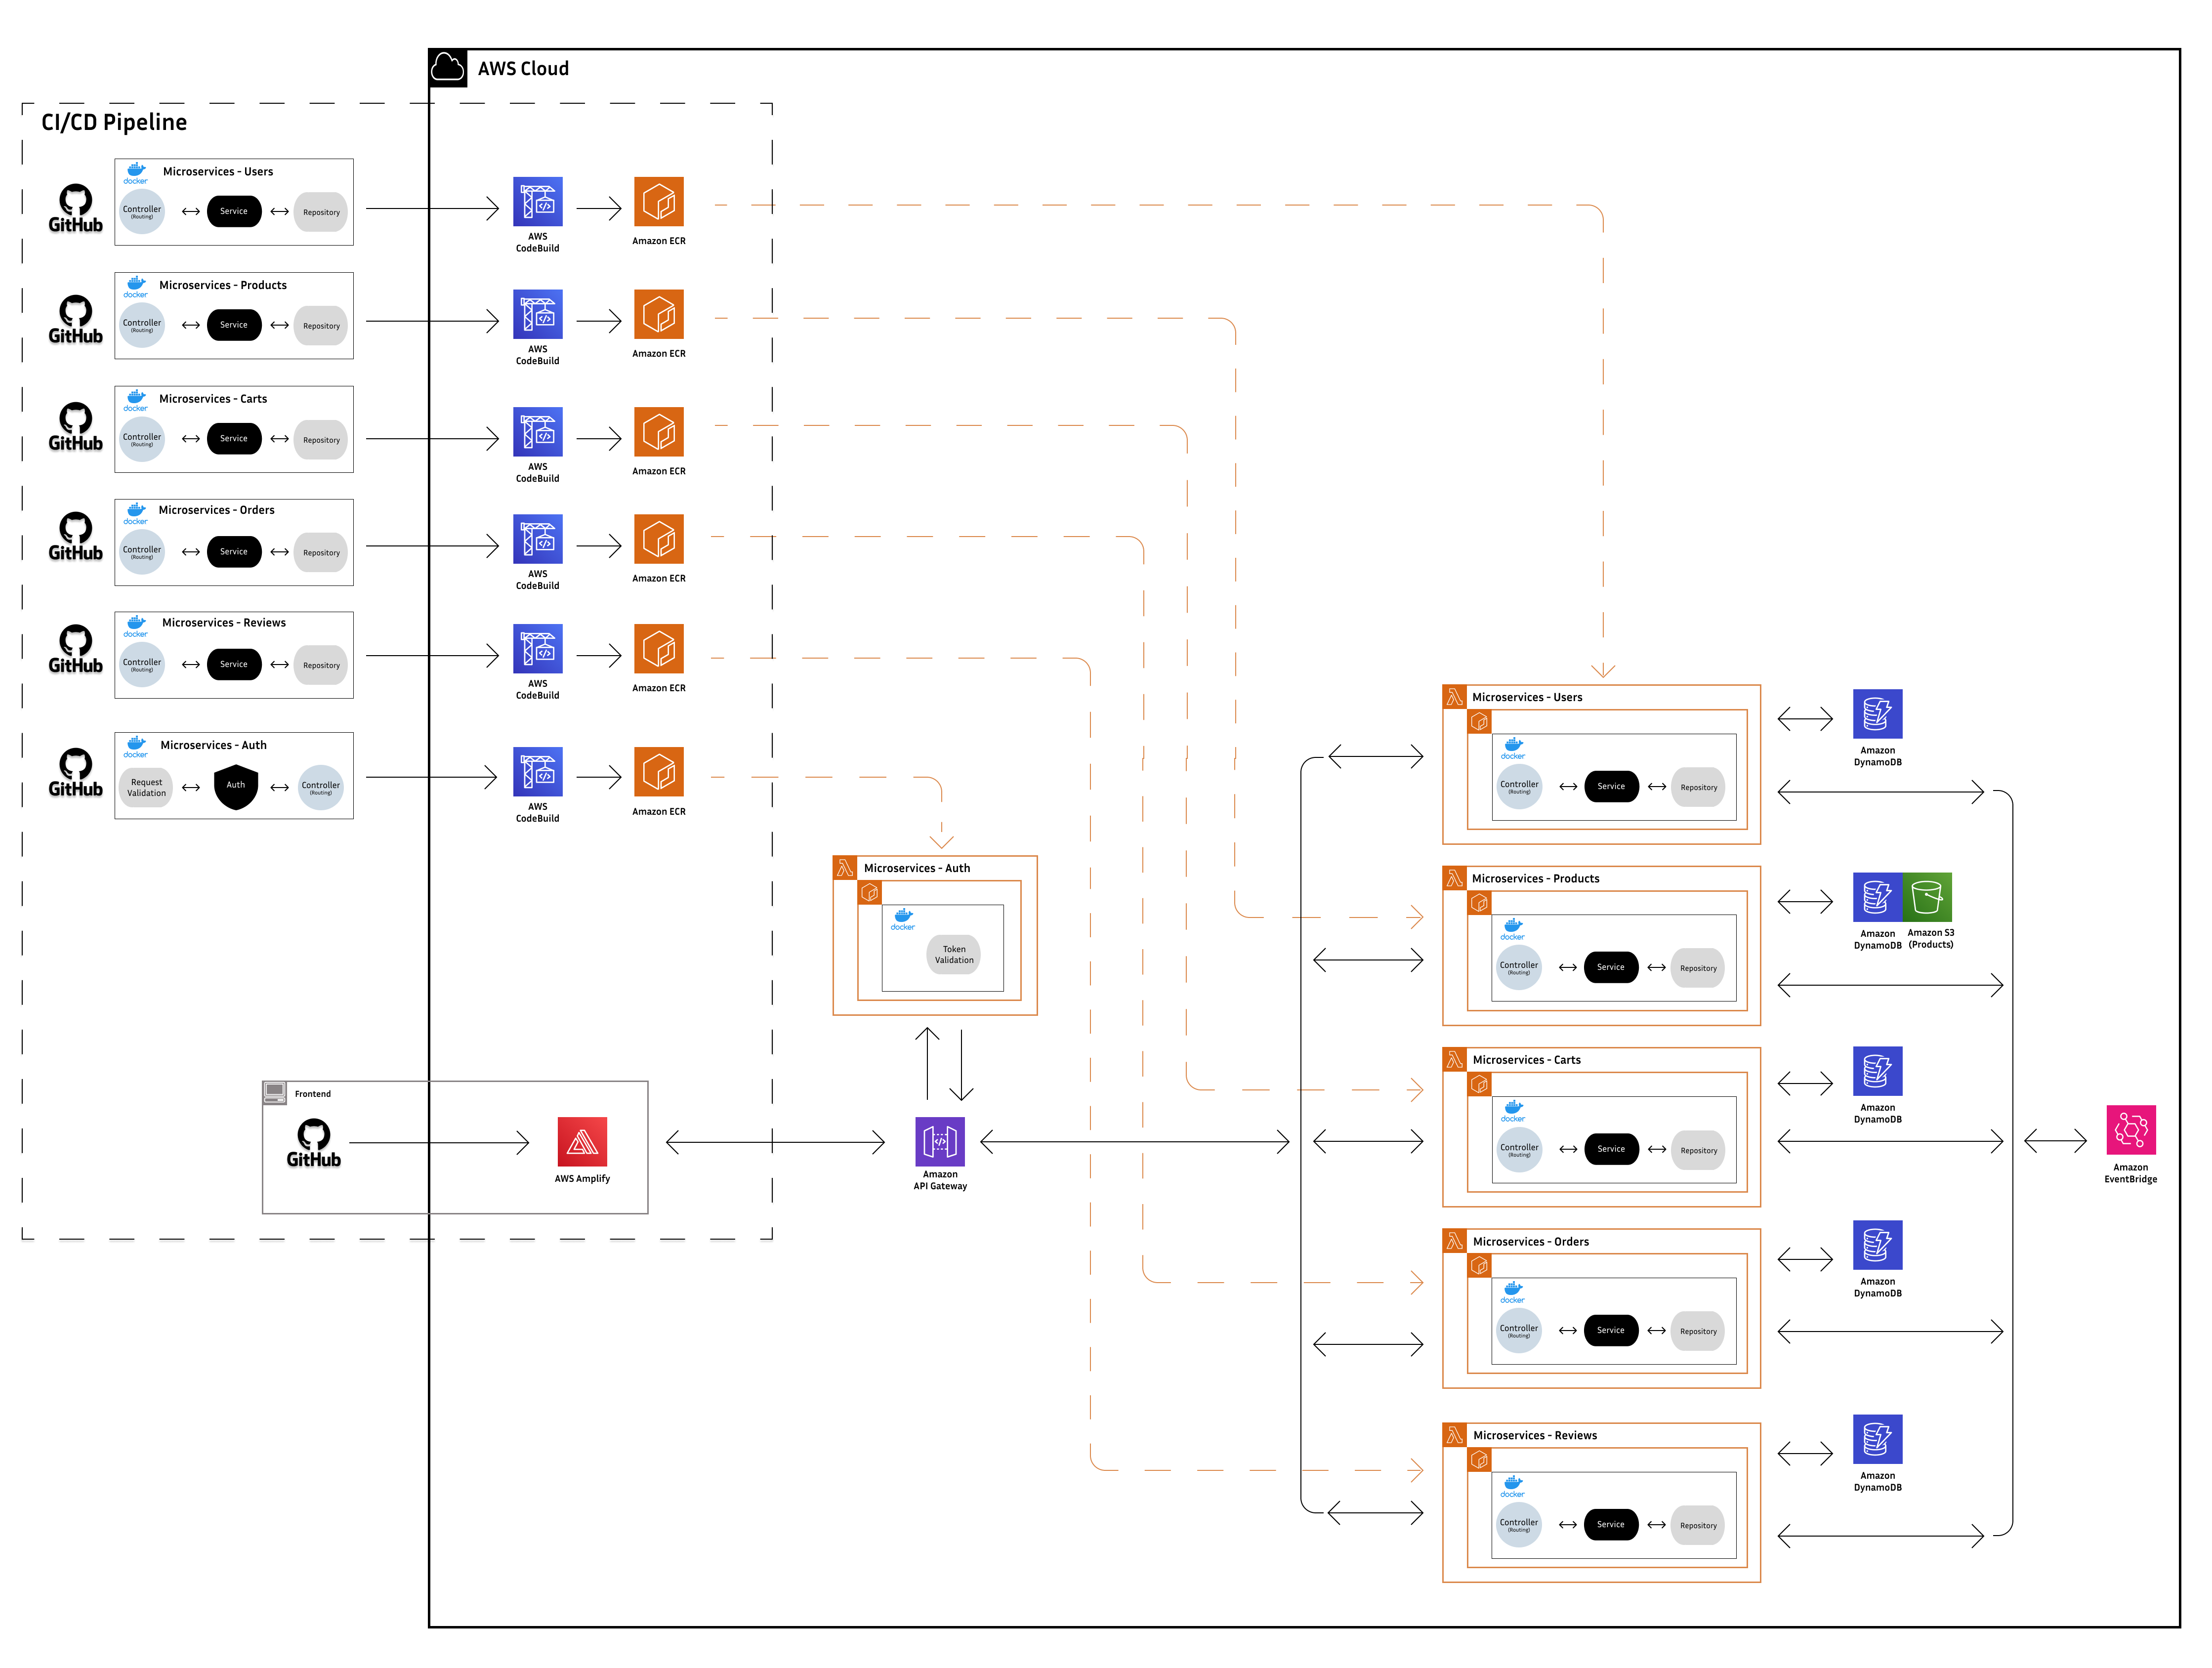 AWS Cloud
CI/CD Pipeline
GitHub
docker
Microservices - Users
Controller
(Routing)
Service
Repository
AWS
CodeBuild
Amazon ECR
GitHub
docker
Microservices - Products
Controller
(Routing)
Service
Repository
AWS
CodeBuild
Amazon ECR
GitHub
docker
Microservices - Carts
Controller
(Routing)
Service
Repository
AWS
CodeBuild
Amazon ECR
GitHub
docker
Microservices - Orders
Controller
(Routing)
Service
Repository
AWS
CodeBuild
Amazon ECR
GitHub
docker
Microservices - Reviews
Controller
(Routing)
Service
Repository
AWS
CodeBuild
Amazon ECR
GitHub
docker
Microservices - Auth
Request
Validation
Auth
Controller
(Routing)
AWS
CodeBuild
Amazon ECR
Microservices - Auth
docker
Token
Validation
Frontend
GitHub
AWS Amplify
Amazon
API Gateway
Microservices - Users
docker
Controller
(Routing)
Service
Repository
Amazon
DynamoDB
Microservices - Products
docker
Controller
(Routing)
Service
Repository
Amazon
DynamoDB
Amazon S3
(Products)
Microservices - Carts
docker
Controller
(Routing)
Service
Repository
Amazon
DynamoDB
Amazon
EventBridge
Microservices - Orders
docker
Controller
(Routing)
Service
Repository
Amazon
DynamoDB
Microservices - Reviews
docker
Controller
(Routing)
Service
Repository
Amazon
DynamoDB